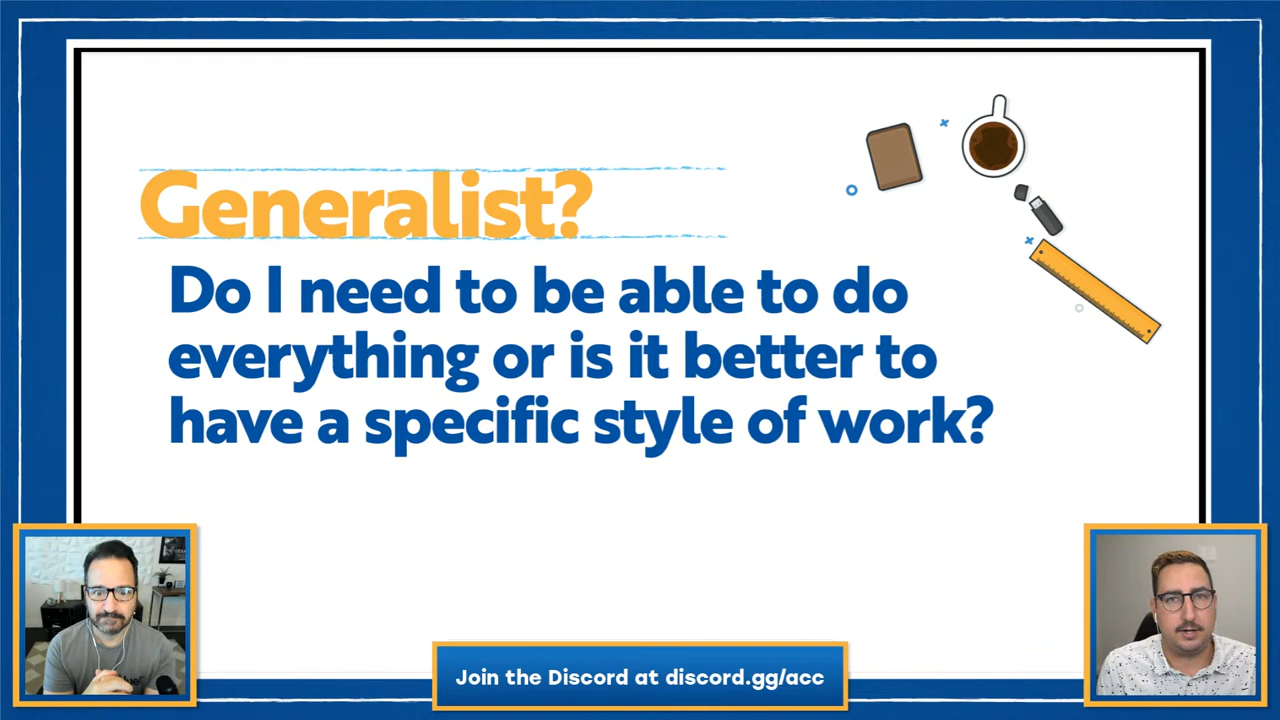 Generalist?
Do I need to be able to do
everything or is it better to
have a specific style of work?
Join the Discord at discord.gg/acc